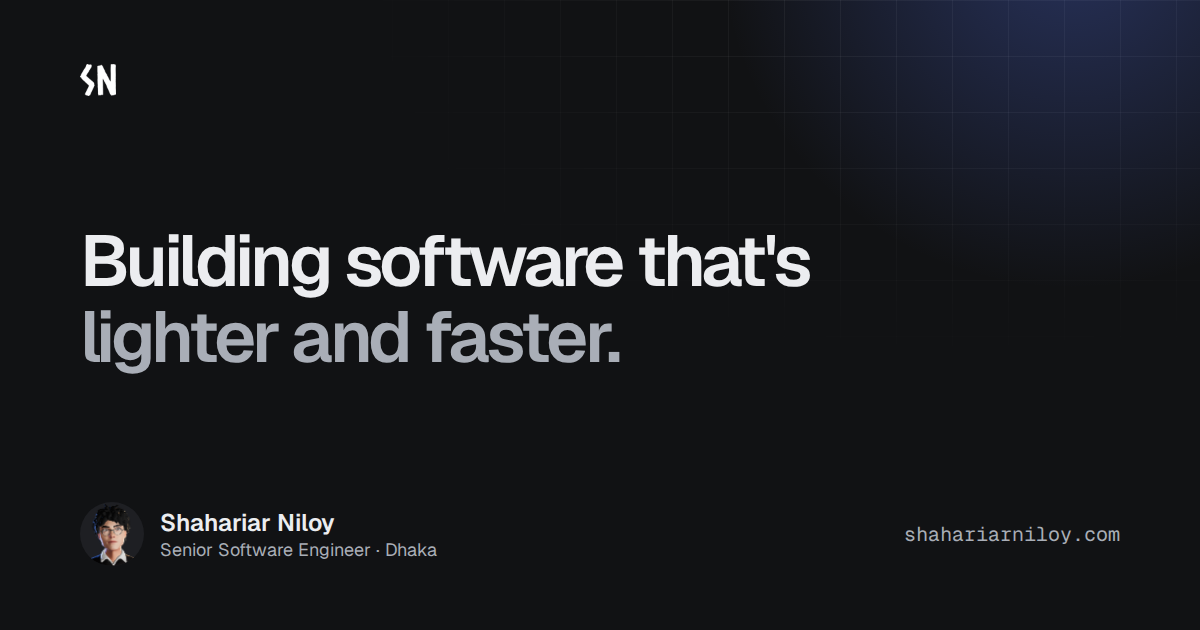 SN
Building software that's
lighter and faster.
Shahariar Niloy
Senior Software Engineer · Dhaka
shahariarniloy.com